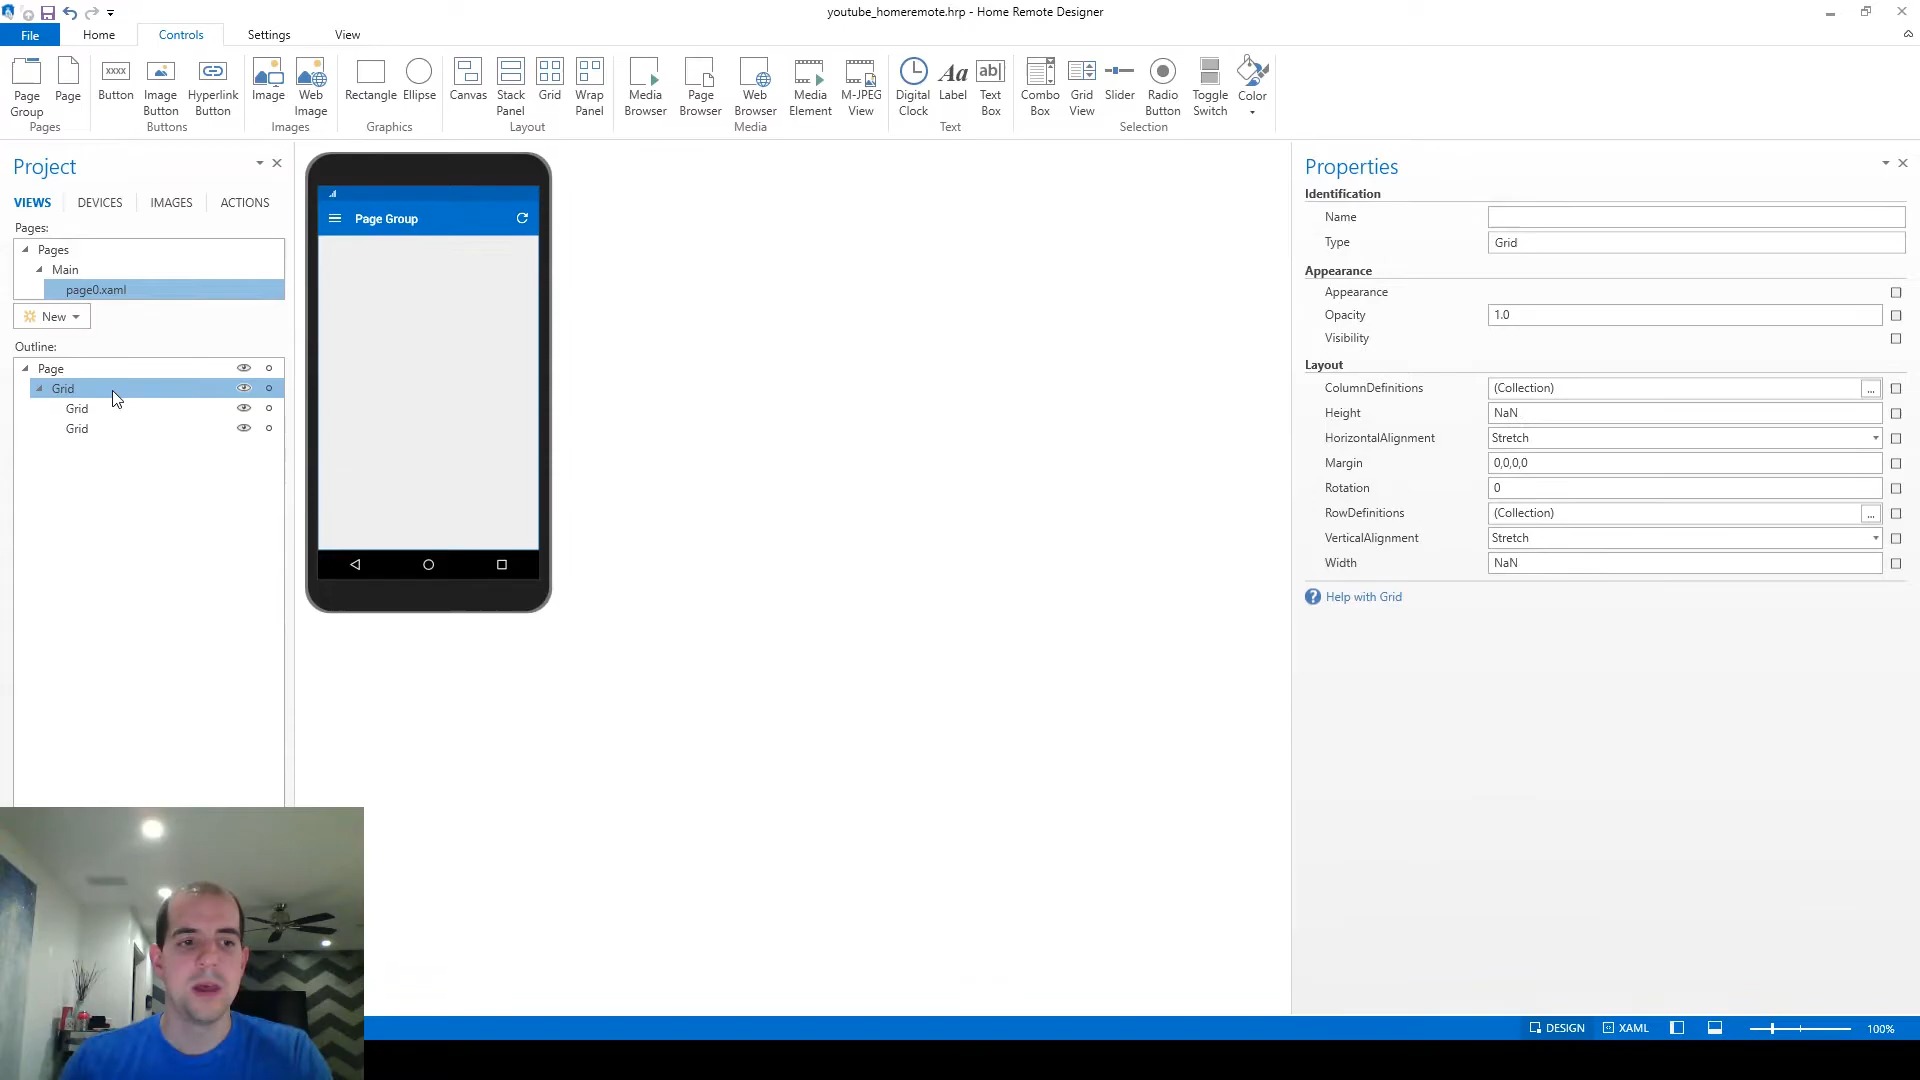 youtube_homeremote.hrp - Home Remote Designer
File Home Controls Settings View
Page Group Page Button Image Button Hyperlink Button Image Web Image Rectangle Ellipse Canvas Stack Panel Grid Wrap Panel Media Browser Page Browser Web Browser Media Element M-JPEG View Digital Clock Label Text Box Combo Box Grid View Slider Radio Button Toggle Switch Color
xxxx Aa ab|
Pages Buttons Images Graphics Layout Media Text Selection
Project
VIEWS DEVICES IMAGES ACTIONS
Pages:
Pages
Main
page0.xaml
New
Outline:
Page
Grid
Grid
Grid
Page Group
Properties
Identification
Name
Type Grid
Appearance
Appearance
Opacity 1.0
Visibility
Layout
ColumnDefinitions (Collection) ...
Height NaN
HorizontalAlignment Stretch
Margin 0,0,0,0
Rotation 0
RowDefinitions (Collection) ...
VerticalAlignment Stretch
Width NaN
? Help with Grid
DESIGN XAML 100%